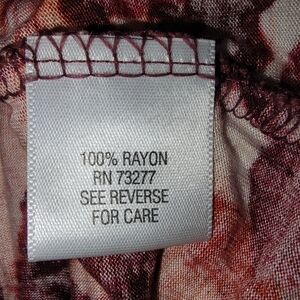 100% RAYON
RN 73277
SEE REVERSE
FOR CARE